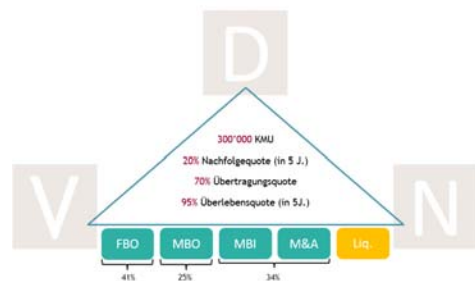 D
300'000 KMU
20% Nachfolgequote (in 5 J.)
70% Übertragungsquote
95% Überlebensquote (in 5J.)
V
N
FBO MBO MBI M&A Liq.
41% 25% 34%